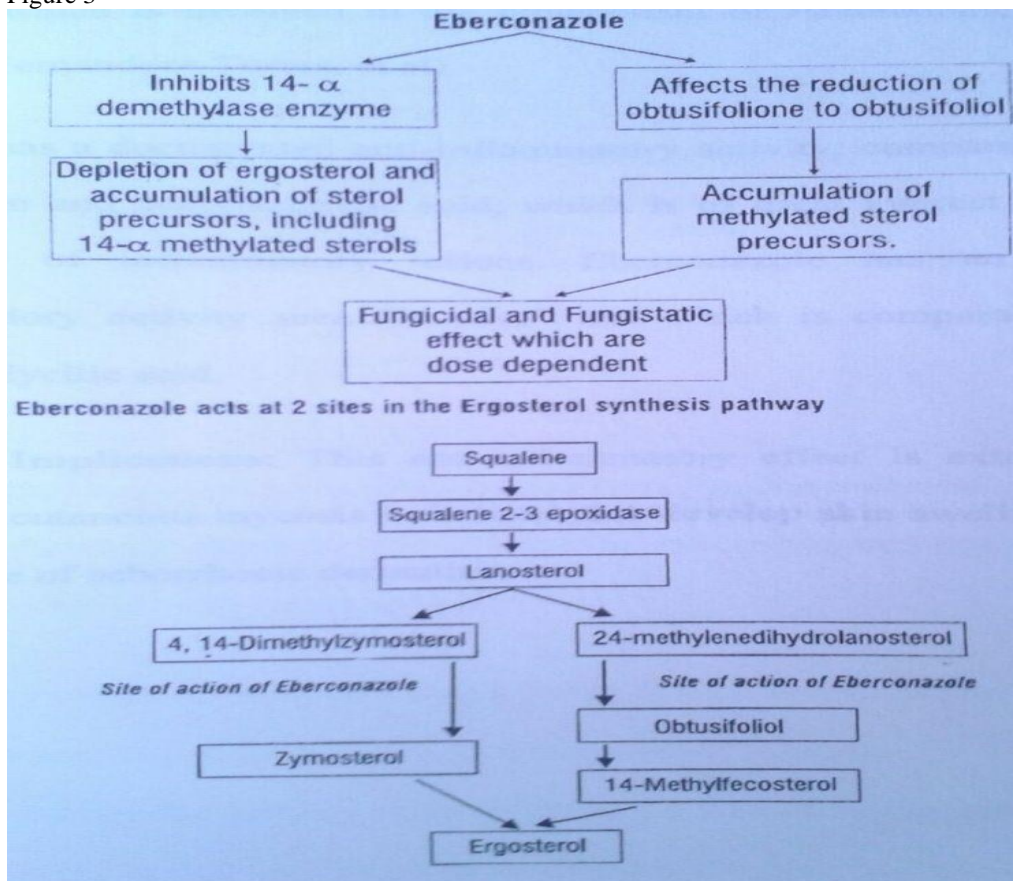 Figure 3
Eberconazole
Inhibits 14- α
demethylase enzyme
Affects the reduction of
obtusifolione to obtusifoliol
Depletion of ergosterol and
accumulation of sterol
precursors, including
14-α methylated sterols
Accumulation of
methylated sterol
precursors.
Fungicidal and Fungistatic
effect which are
dose dependent
Eberconazole acts at 2 sites in the Ergosterol synthesis pathway
Squalene
Squalene 2-3 epoxidase
Lanosterol
4, 14-Dimethylzymosterol
24-methylenedihydrolanosterol
Site of action of Eberconazole
Site of action of Eberconazole
Obtusifoliol
Zymosterol
14-Methylfecosterol
Ergosterol